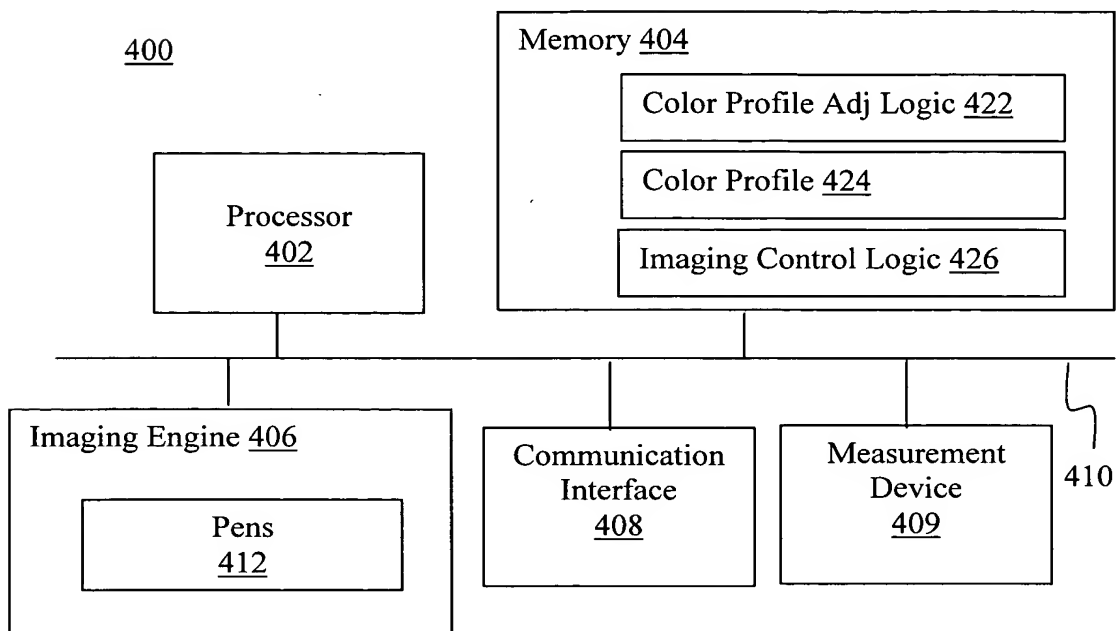 400
Memory 404
Color Profile Adj Logic 422
Color Profile 424
Imaging Control Logic 426
Processor
402
Imaging Engine 406
Pens
412
Communication
Interface
408
Measurement
Device
409
410